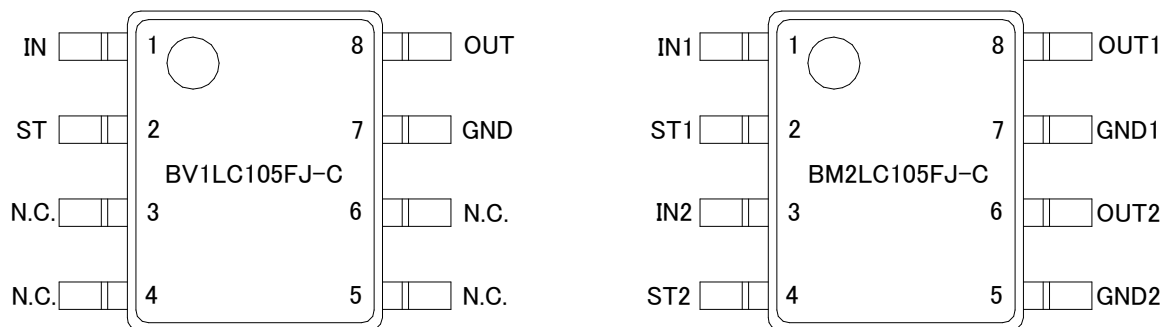 IN 1 8 OUT
ST 2 7 GND
BV1LC105FJ-C
N.C. 3 6 N.C.
N.C. 4 5 N.C.
IN1 1 8 OUT1
ST1 2 7 GND1
BM2LC105FJ-C
IN2 3 6 OUT2
ST2 4 5 GND2